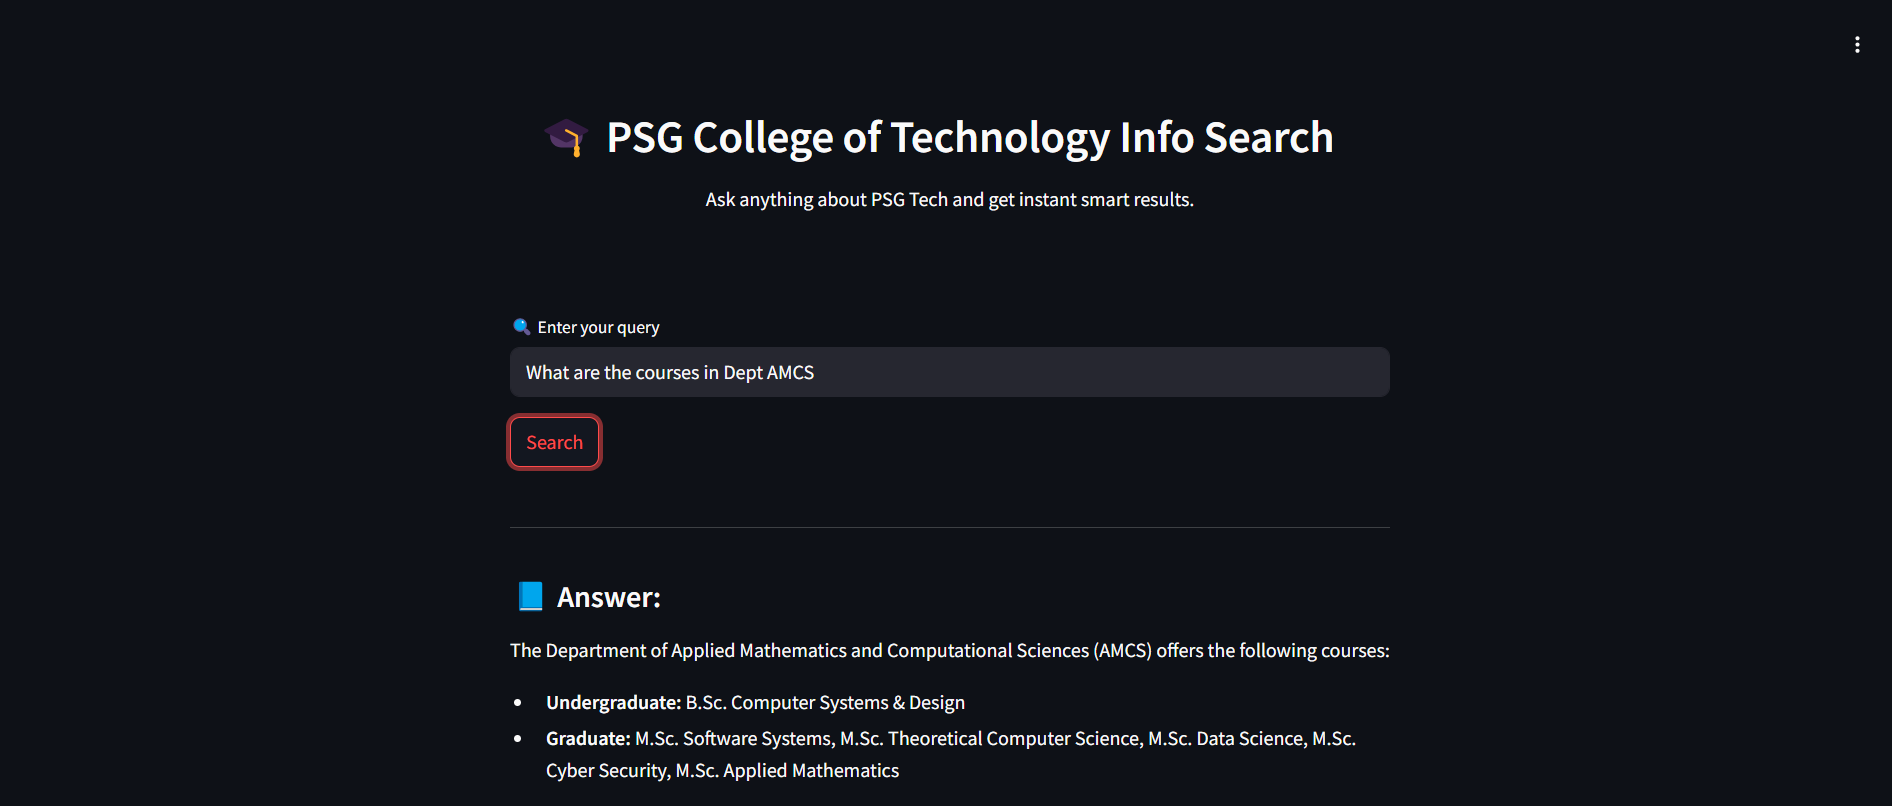 PSG College of Technology Info Search
Ask anything about PSG Tech and get instant smart results.
Enter your query
What are the courses in Dept AMCS
Search
Answer:
The Department of Applied Mathematics and Computational Sciences (AMCS) offers the following courses:
Undergraduate: B.Sc. Computer Systems & Design
Graduate: M.Sc. Software Systems, M.Sc. Theoretical Computer Science, M.Sc. Data Science, M.Sc.
Cyber Security, M.Sc. Applied Mathematics